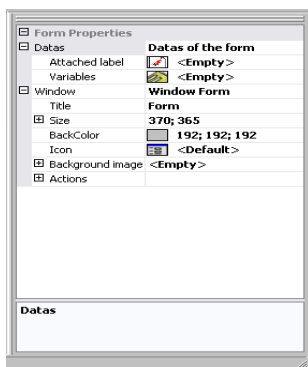 Form Properties
Datas Datas of the form
Attached label <Empty>
Variables <Empty>
Window Window Form
Title Form
Size 370; 365
BackColor 192; 192; 192
Icon <Default>
Background image <Empty>
Actions
Datas